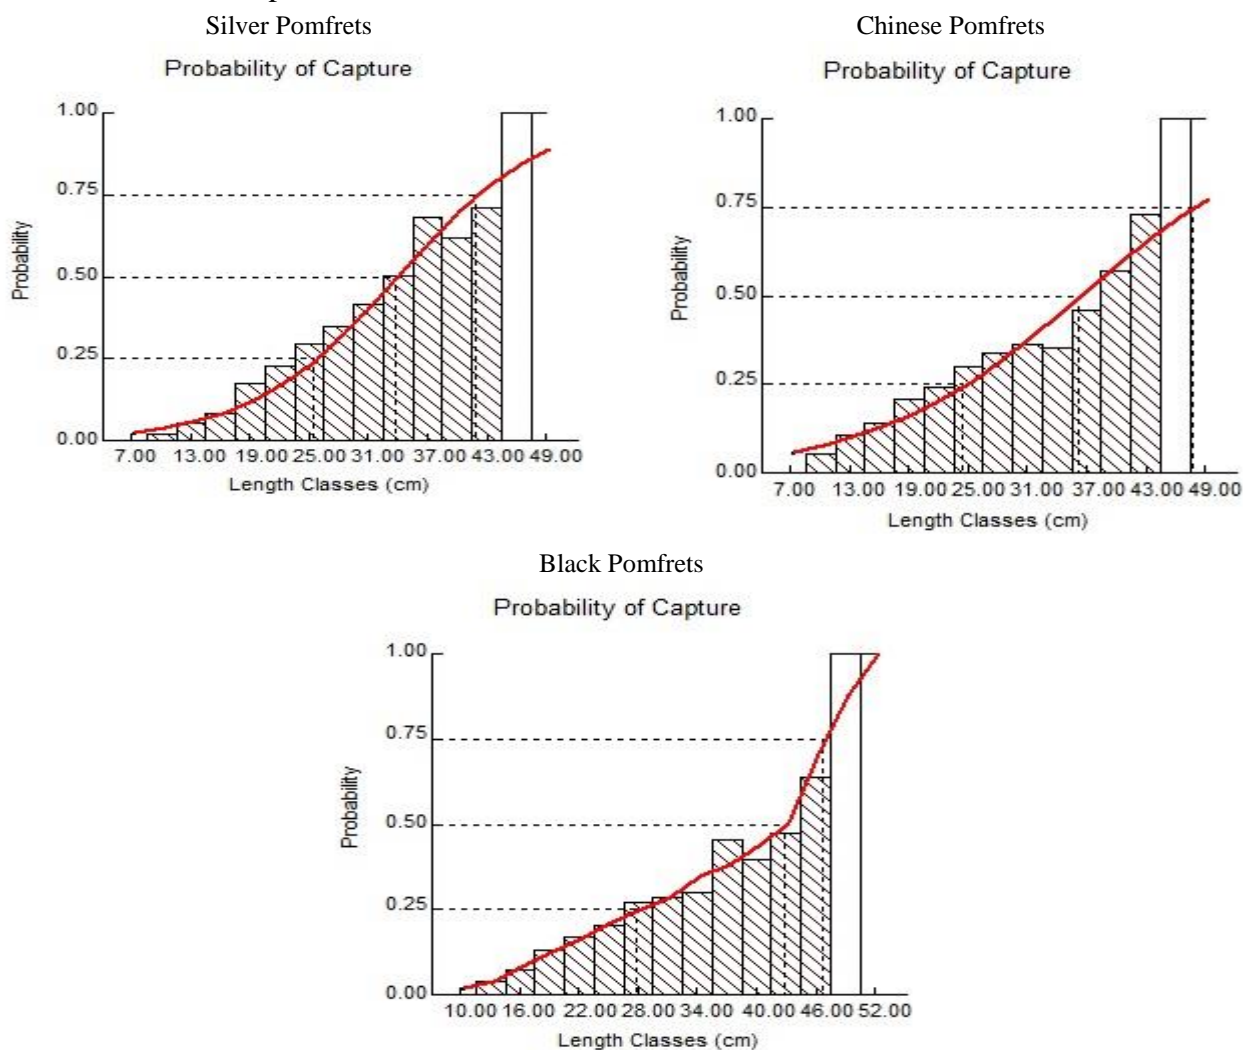 Silver Pomfrets
Probability of Capture
1.00
0.75
0.50
0.25
0.00
Probability
7.00 13.00 19.00 25.00 31.00 37.00 43.00 49.00
Length Classes (cm)
Chinese Pomfrets
Probability of Capture
1.00
0.75
0.50
0.25
0.00
Probability
7.00 13.00 19.00 25.00 31.00 37.00 43.00 49.00
Length Classes (cm)
Black Pomfrets
Probability of Capture
1.00
0.75
0.50
0.25
0.00
Probability
10.00 16.00 22.00 28.00 34.00 40.00 46.00 52.00
Length Classes (cm)